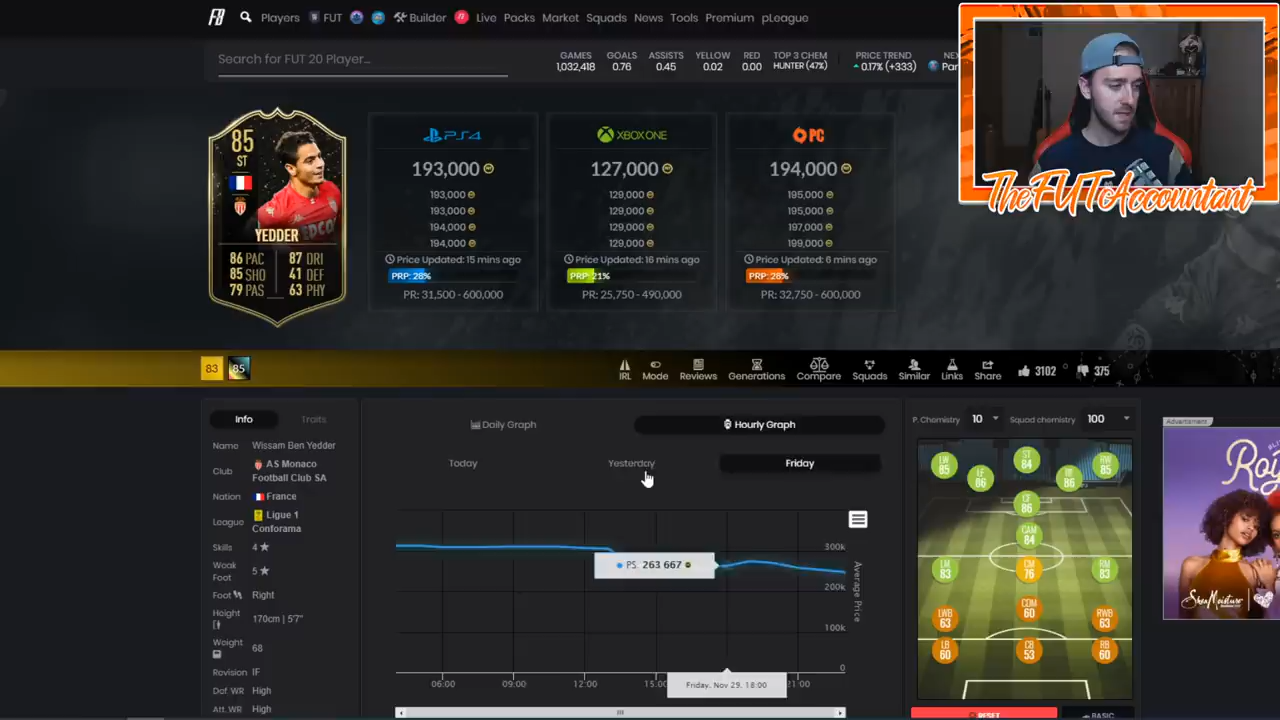 F8 Players FUT Builder Live Packs Market Squads News Tools Premium pLeague
Search for FUT 20 Player...
GAMES GOALS ASSISTS YELLOW RED TOP 3 CHEM PRICE TREND
1,032,418 0.76 0.45 0.02 0.00 HUNTER (47%) 0.17% (+333)
TheFUTAccountant
85
ST
YEDDER
86 PAC 87 DRI
85 SHO 41 DEF
79 PAS 63 PHY
PS4
193,000
193,000
193,000
194,000
194,000
Price Updated: 15 mins ago
PRP: 28%
PR: 31,500 - 600,000
XBOX ONE
127,000
129,000
129,000
129,000
129,000
Price Updated: 16 mins ago
PRP: 21%
PR: 25,750 - 490,000
PC
194,000
195,000
195,000
197,000
199,000
Price Updated: 6 mins ago
PRP: 28%
PR: 32,750 - 600,000
83 85
IRL Mode Reviews Generations Compare Squads Similar Links Share 3102 375
Info Traits
Name Wissam Ben Yedder
Club AS Monaco
Football Club SA
Nation France
League Ligue 1
Conforama
Skills 4
Weak
Foot 5
Foot Right
Height 170cm | 5'7"
Weight 68
Revision IF
Def. WR High
Att. WR High
Daily Graph Hourly Graph
Today Yesterday Friday
300k
200k
100k
0
Average Price
PS: 263 667
06:00 09:00 12:00 15:00 21:00
Friday, Nov 29, 18:00
P. Chemistry 10 Squad chemistry 100
LW
85
LF
86
ST
84
RF
86
RW
85
CF
86
CAM
84
LM
83
CM
76
RM
83
CDM
60
LWB
63
RWB
63
LB
60
CB
53
RB
60
RESET
BASIC
Advertisement
SheaMoisture